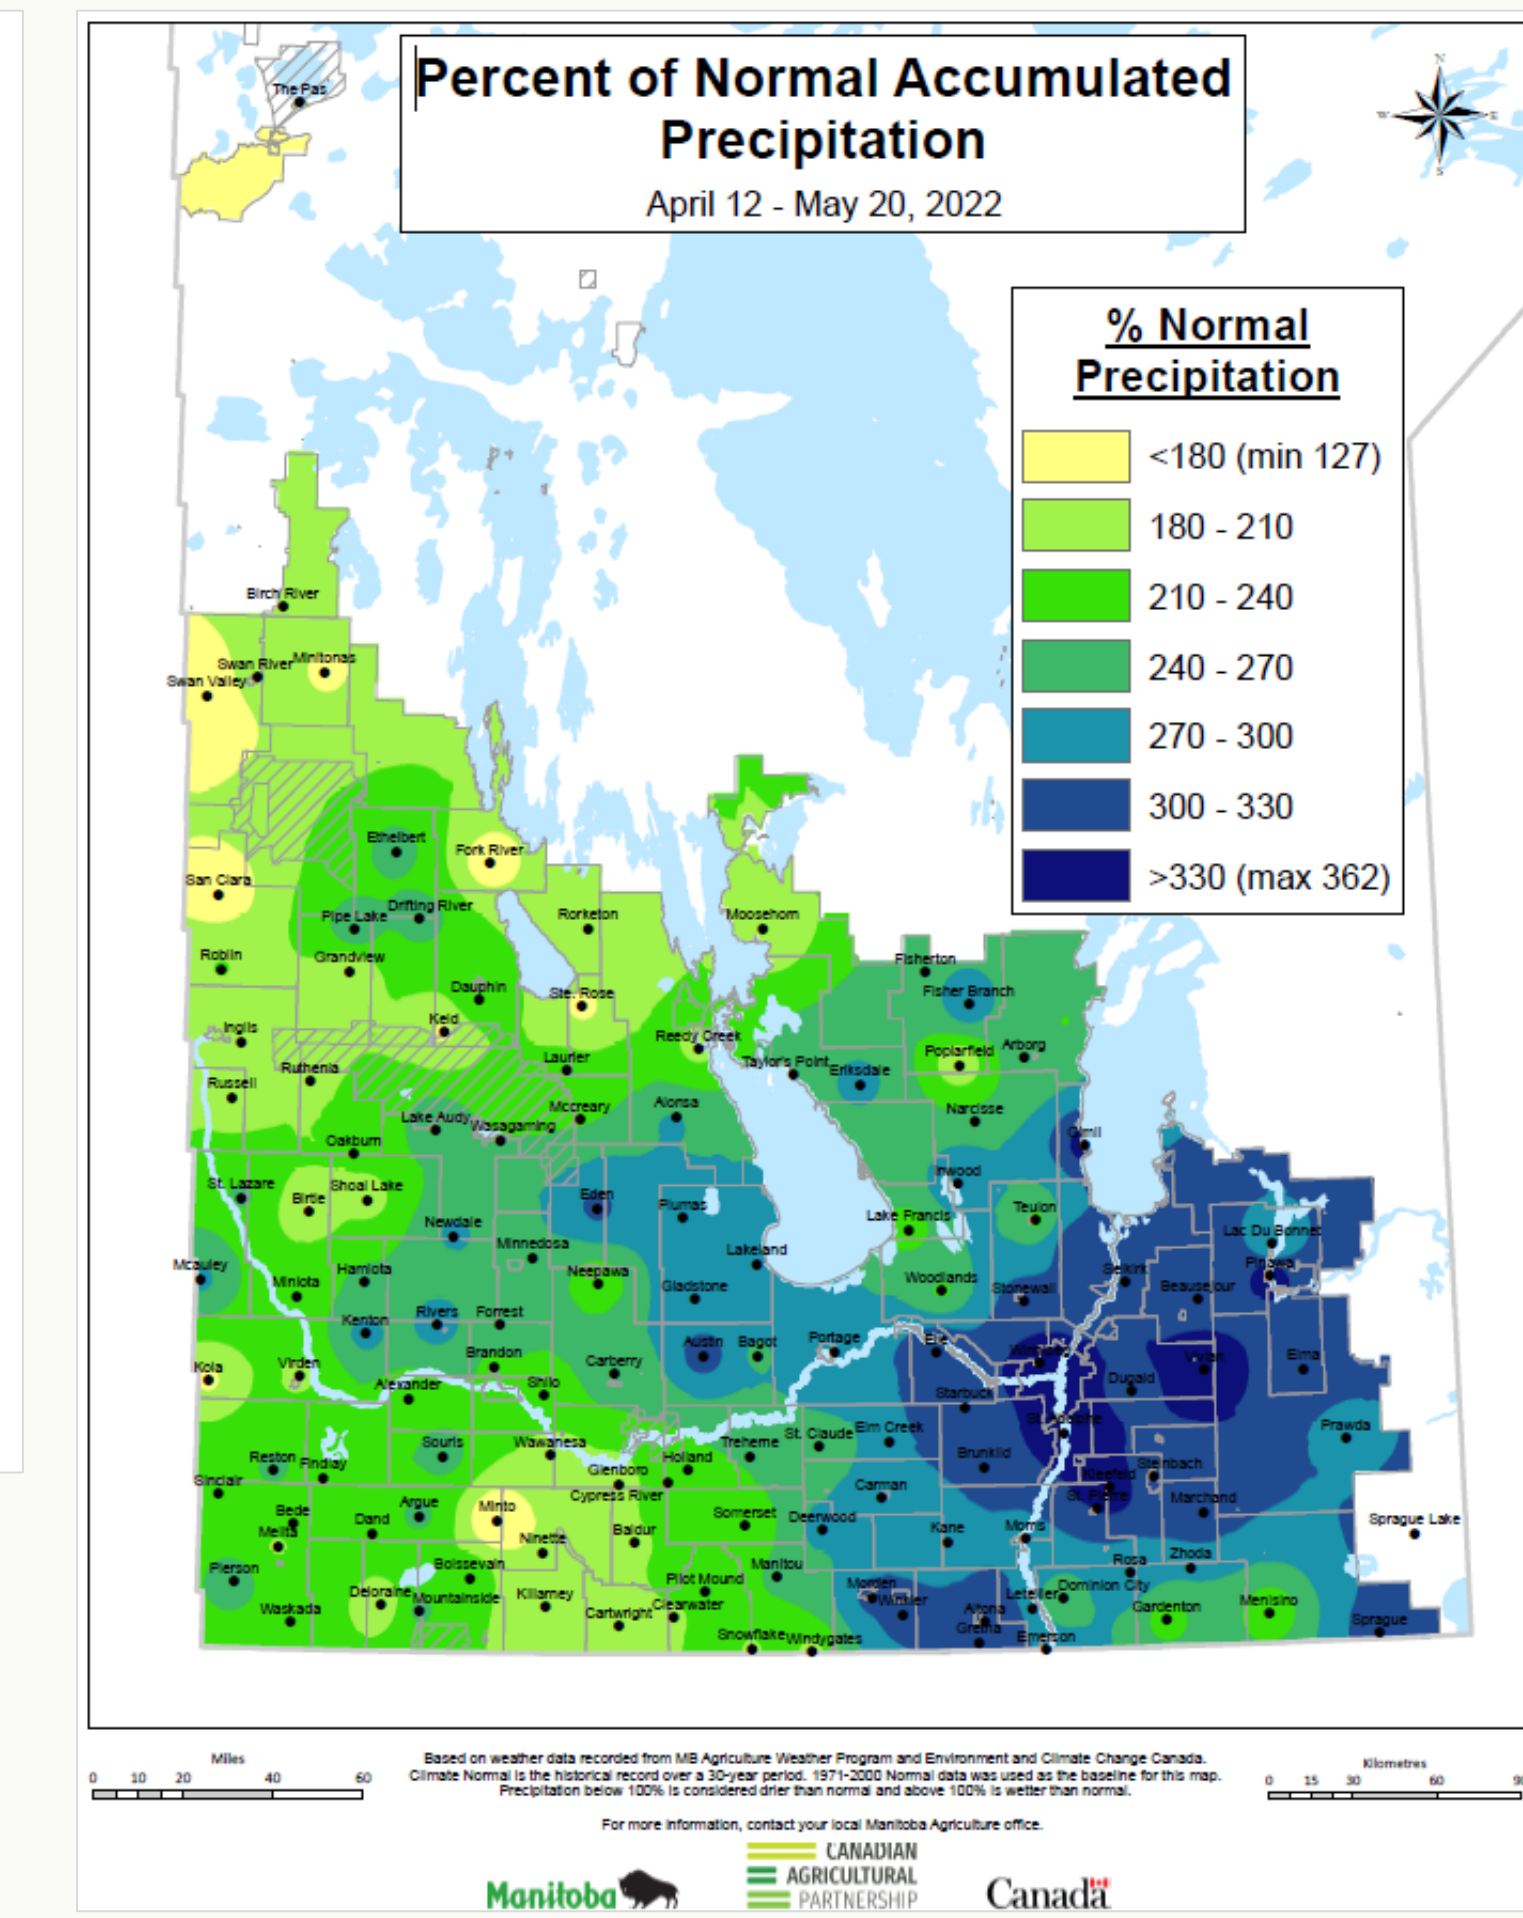 Percent of Normal Accumulated
Precipitation
April 12 - May 20, 2022
N
W
E
S
% Normal
Precipitation
<180 (min 127)
180 - 210
210 - 240
240 - 270
270 - 300
300 - 330
>330 (max 362)
The Pas
Birch River
Swan River
Minitonas
Swan Valley
Ethelbert
Fork River
San Clara
Pipe Lake
Drifting River
Rorketon
Moosehorn
Roblin
Grandview
Fisherton
Dauphin
Ste. Rose
Fisher Branch
Inglis
Keld
Reedy Creek
Laurier
Taylor's Point
Eriksdale
Poplarfield
Arborg
Russell
Ruthenia
Lake Audy
Wasagaming
Mccreary
Alonsa
Narcisse
Oakburn
Gimli
St. Lazare
Birtle
Shoal Lake
Eden
Plumas
Inwood
Newdale
Lake Francis
Teulon
Minnedosa
Lakeland
Lac Du Bonnet
Mcauley
Miniota
Hamiota
Neepawa
Gladstone
Woodlands
Stonewall
Selkirk
Beausejour
Pinawa
Kenton
Rivers
Forrest
Austin
Bagot
Portage
Elie
Winnipeg
Vivian
Elma
Kola
Virden
Brandon
Carberry
Alexander
Shilo
Starbuck
Dugald
St. Adolphe
Reston
Findlay
Souris
Wawanesa
Treherne
St. Claude
Elm Creek
Prawda
Sinclair
Glenboro
Holland
Brunkild
Kleefeld
Steinbach
Cypress River
Carman
St. Pierre
Marchand
Bede
Argue
Minto
Somerset
Deerwood
Sprague Lake
Melita
Dand
Ninette
Baldur
Kane
Morris
Pierson
Boissevain
Pilot Mound
Manitou
Rosa
Zhoda
Deloraine
Mountainside
Killarney
Cartwright
Clearwater
Morden
Winkler
Letellier
Dominion City
Waskada
Altona
Gardenton
Menisino
Snowflake
Windygates
Gretna
Emerson
Sprague
Miles
0 10 20 40 60
Based on weather data recorded from MB Agriculture Weather Program and Environment and Climate Change Canada.
Climate Normal is the historical record over a 30-year period. 1971-2000 Normal data was used as the baseline for this map.
Precipitation below 100% is considered drier than normal and above 100% is wetter than normal.
For more information, contact your local Manitoba Agriculture office.
Kilometres
0 15 30 60
Manitoba
CANADIAN
AGRICULTURAL
PARTNERSHIP
Canada